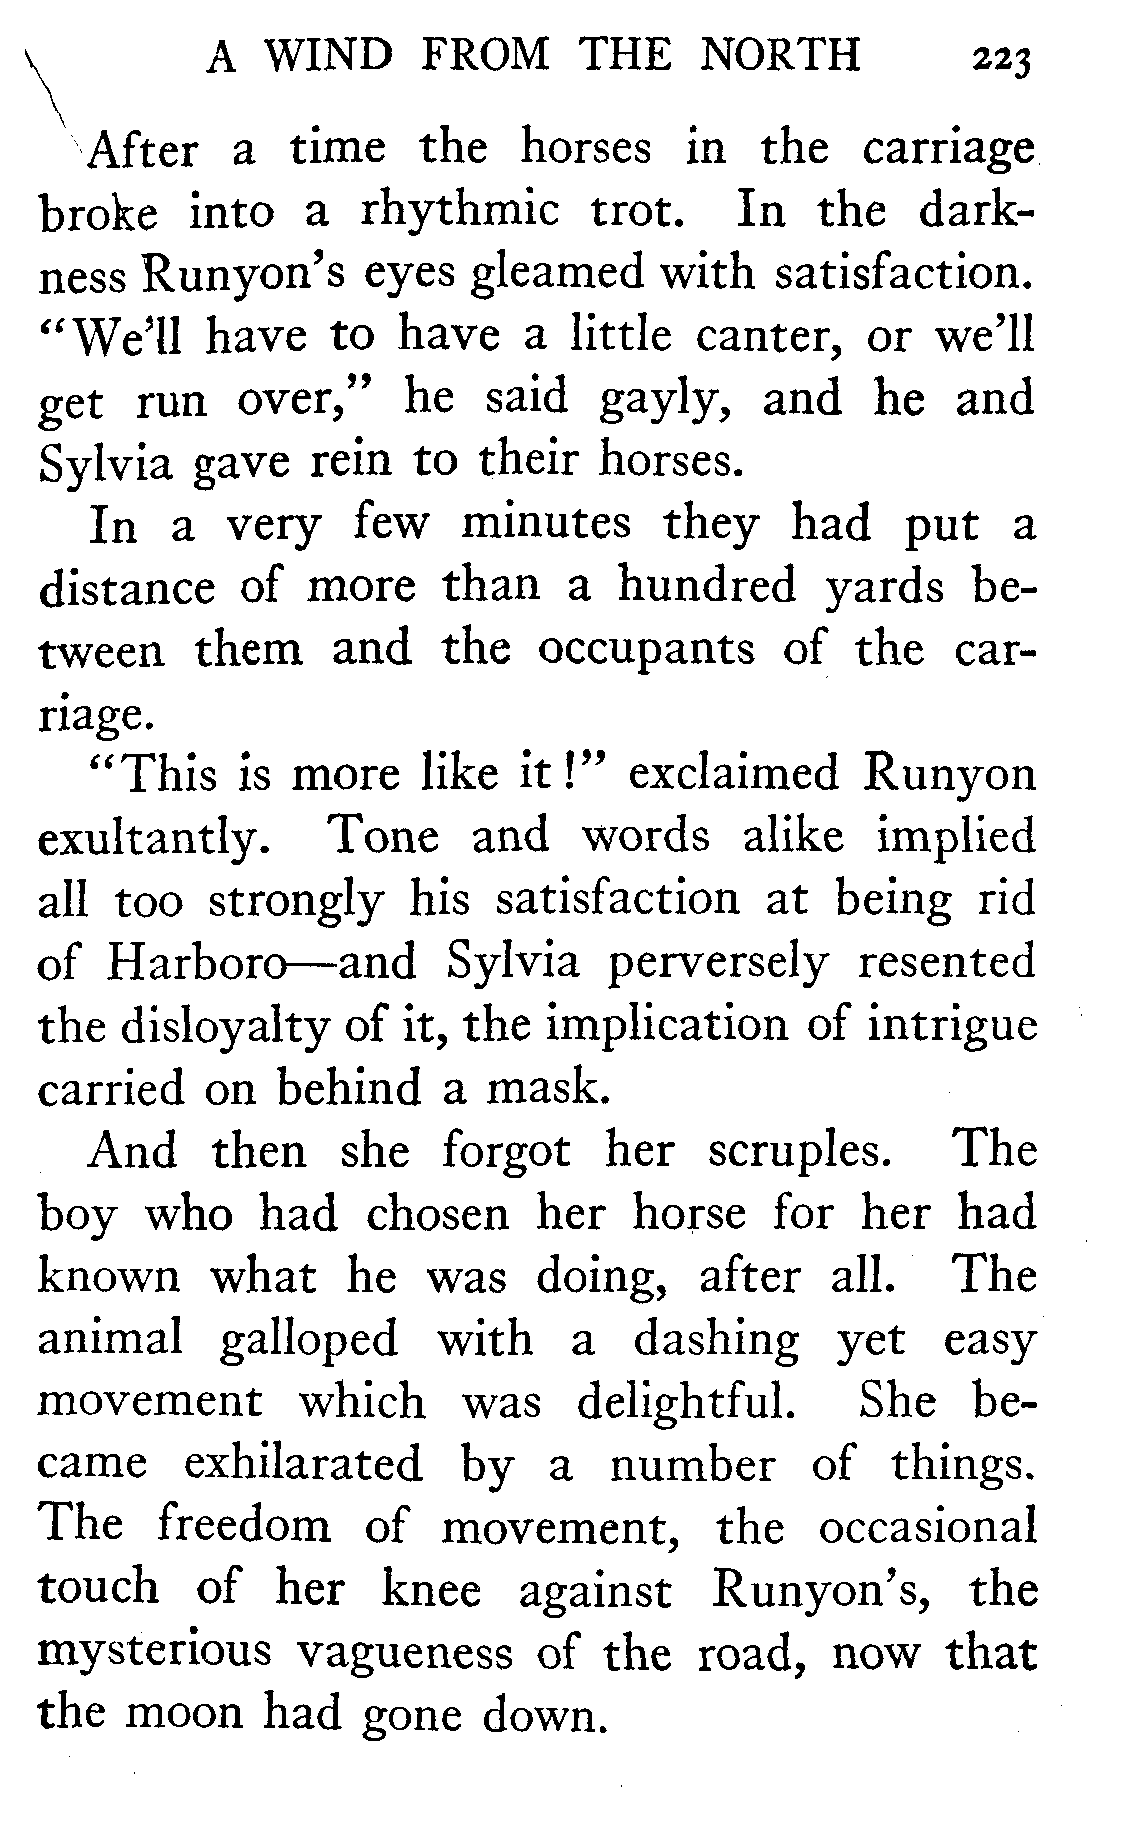 A WIND FROM THE NORTH 223
After a time the horses in the carriage
broke into a rhythmic trot. In the dark-
ness Runyon's eyes gleamed with satisfaction.
"We'll have to have a little canter, or we'll
get run over," he said gayly, and he and
Sylvia gave rein to their horses.
In a very few minutes they had put a
distance of more than a hundred yards be-
tween them and the occupants of the car-
riage.
"This is more like it!" exclaimed Runyon
exultantly. Tone and words alike implied
all too strongly his satisfaction at being rid
of Harboro—and Sylvia perversely resented
the disloyalty of it, the implication of intrigue
carried on behind a mask.
And then she forgot her scruples. The
boy who had chosen her horse for her had
known what he was doing, after all. The
animal galloped with a dashing yet easy
movement which was delightful. She be-
came exhilarated by a number of things.
The freedom of movement, the occasional
touch of her knee against Runyon's, the
mysterious vagueness of the road, now that
the moon had gone down.